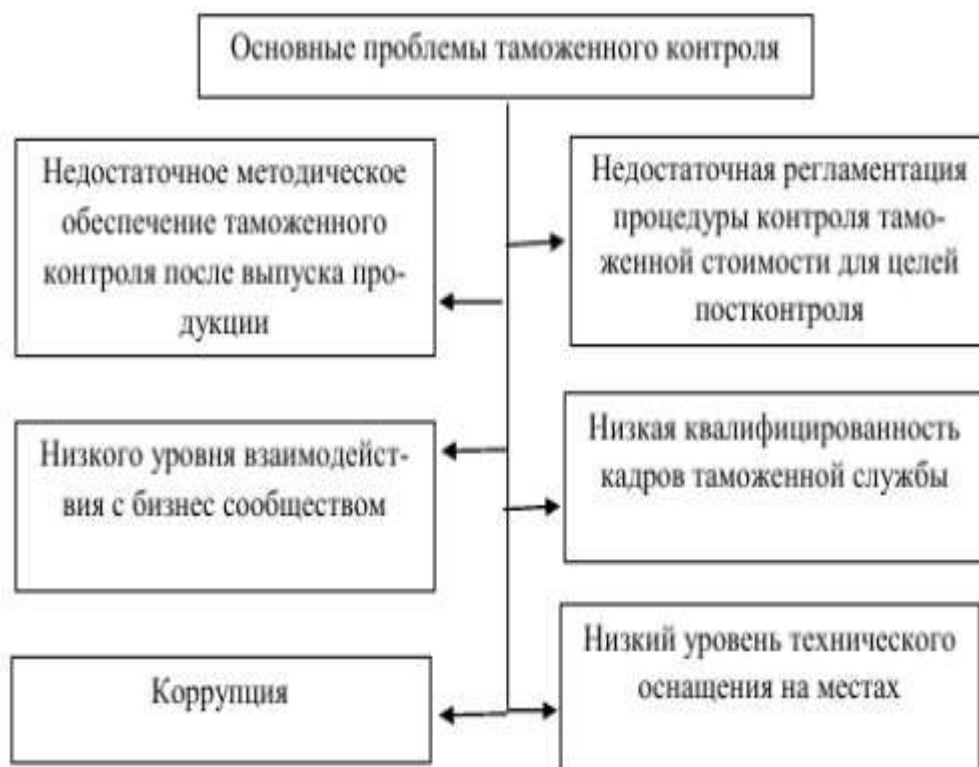 Основные проблемы таможенного контроля
Недостаточное методическое
обеспечение таможенного
контроля после выпуска про-
дукции
Недостаточная регламентация
процедуры контроля тамо-
женной стоимости для целей
постконтроля
Низкого уровня взаимодейст-
вия с бизнес сообществом
Низкая квалифицированность
кадров таможенной службы
Коррупция
Низкий уровень технического
оснащения на местах